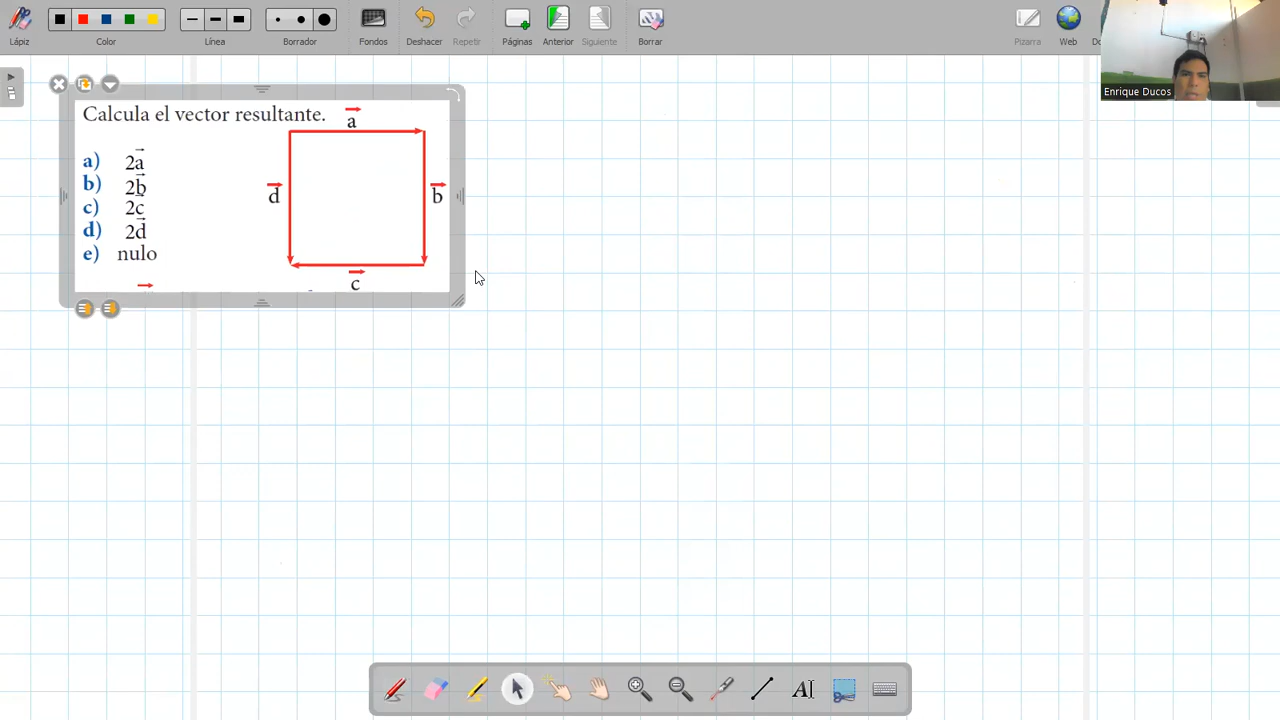 Lápiz
Color
Línea
Borrador
Fondos
Deshacer
Repetir
Páginas
Anterior
Siguiente
Borrar
Pizarra
Web
Enrique Ducos
Calcula el vector resultante.
a) 2a
b) 2b
c) 2c
d) 2d
e) nulo
a
d
b
c